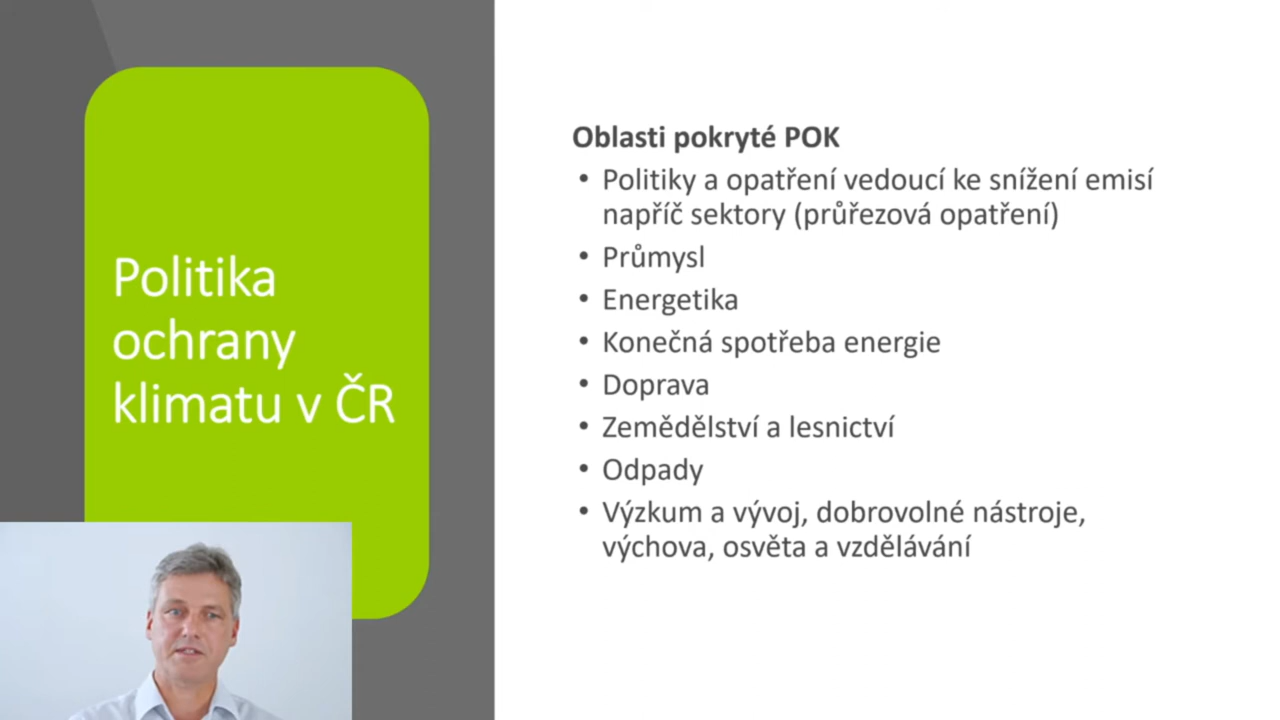 Politika
ochrany
klimatu v ČR
Oblasti pokryté POK
• Politiky a opatření vedoucí ke snížení emisí
napříč sektory (průřezová opatření)
• Průmysl
• Energetika
• Konečná spotřeba energie
• Doprava
• Zemědělství a lesnictví
• Odpady
• Výzkum a vývoj, dobrovolné nástroje,
výchova, osvěta a vzdělávání